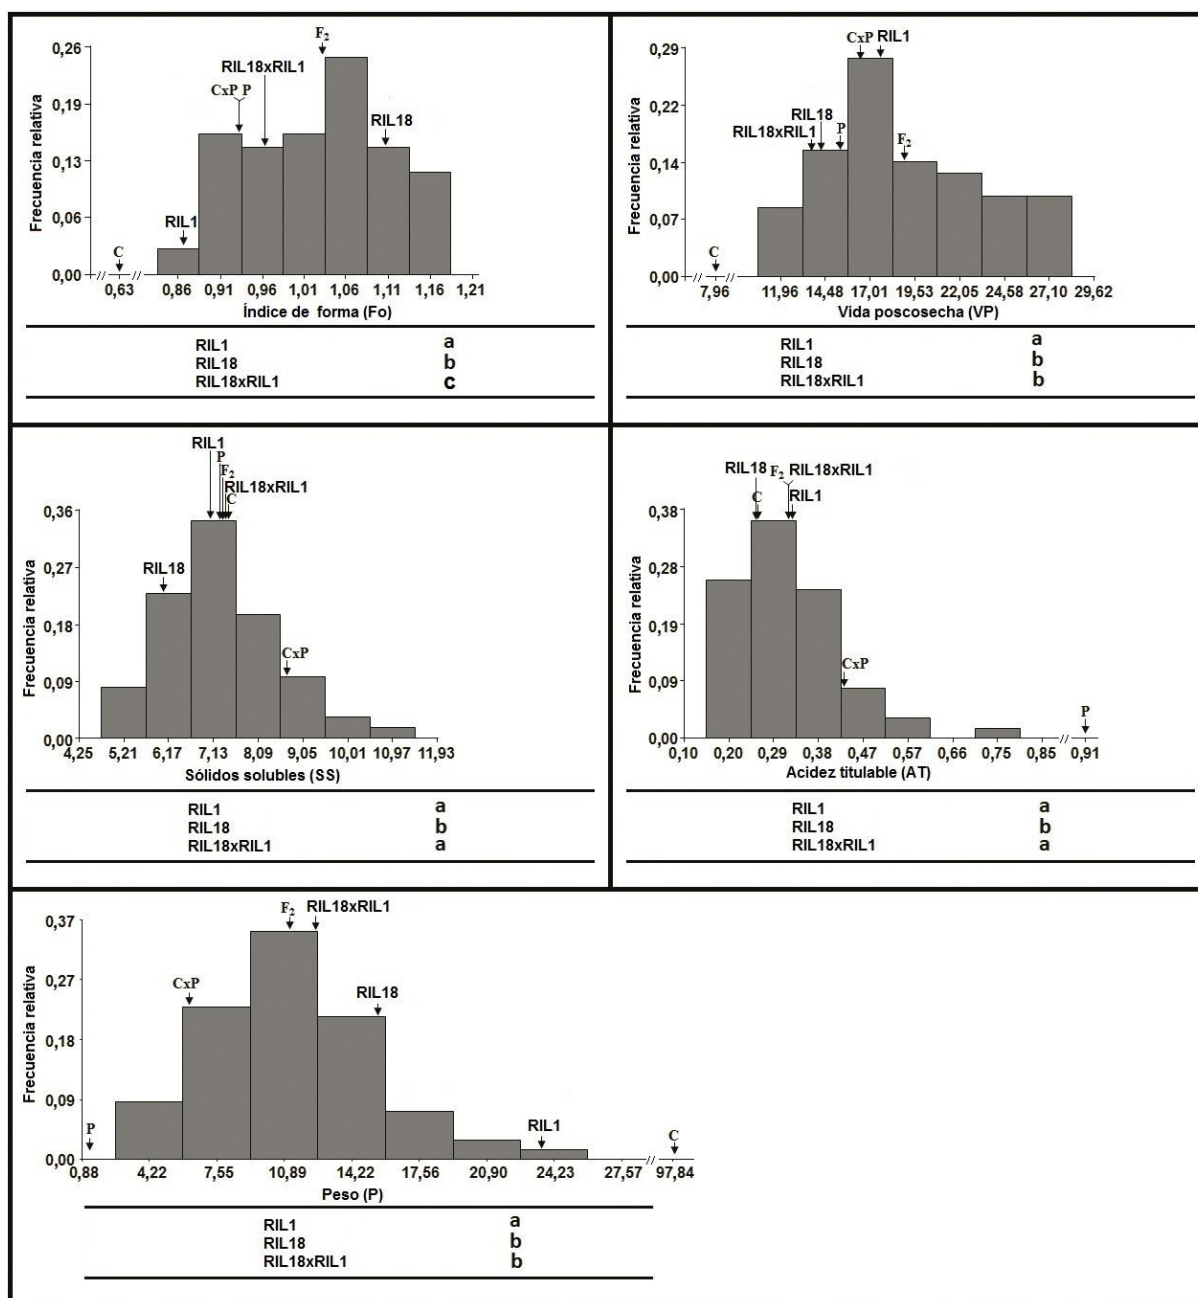 F₂
0,26
RIL18xRIL1
CxP P
0,19
RIL18
0,13
RIL1
0,06
C
0,00
Frecuencia relativa
0,63 0,86 0,91 0,96 1,01 1,06 1,11 1,16 1,21
Índice de forma (Fo)
RIL1 a
RIL18 b
RIL18xRIL1 c
CxP RIL1
0,29
0,22
RIL18
RIL18xRIL1 P
F₂
0,14
0,07
C
0,00
Frecuencia relativa
7,96 11,96 14,48 17,01 19,53 22,05 24,58 27,10 29,62
Vida poscosecha (VP)
RIL1 a
RIL18 b
RIL18xRIL1 b
RIL1
P
F₂
RIL18xRIL1
C
0,36
0,27
RIL18
0,18
CxP
0,09
0,00
Frecuencia relativa
4,25 5,21 6,17 7,13 8,09 9,05 10,01 10,97 11,93
Sólidos solubles (SS)
RIL1 a
RIL18 b
RIL18xRIL1 a
RIL18 F₂ RIL18xRIL1
C RIL1
0,38
0,28
0,19
CxP
0,09
P
0,00
Frecuencia relativa
0,10 0,20 0,29 0,38 0,47 0,57 0,66 0,75 0,85 0,91
Acidez titulable (AT)
RIL1 a
RIL18 b
RIL18xRIL1 a
F₂ RIL18xRIL1
0,37
CxP
0,27
RIL18
0,18
0,09
P
RIL1
C
0,00
Frecuencia relativa
0,88 4,22 7,55 10,89 14,22 17,56 20,90 24,23 27,57 97,84
Peso (P)
RIL1 a
RIL18 b
RIL18xRIL1 b